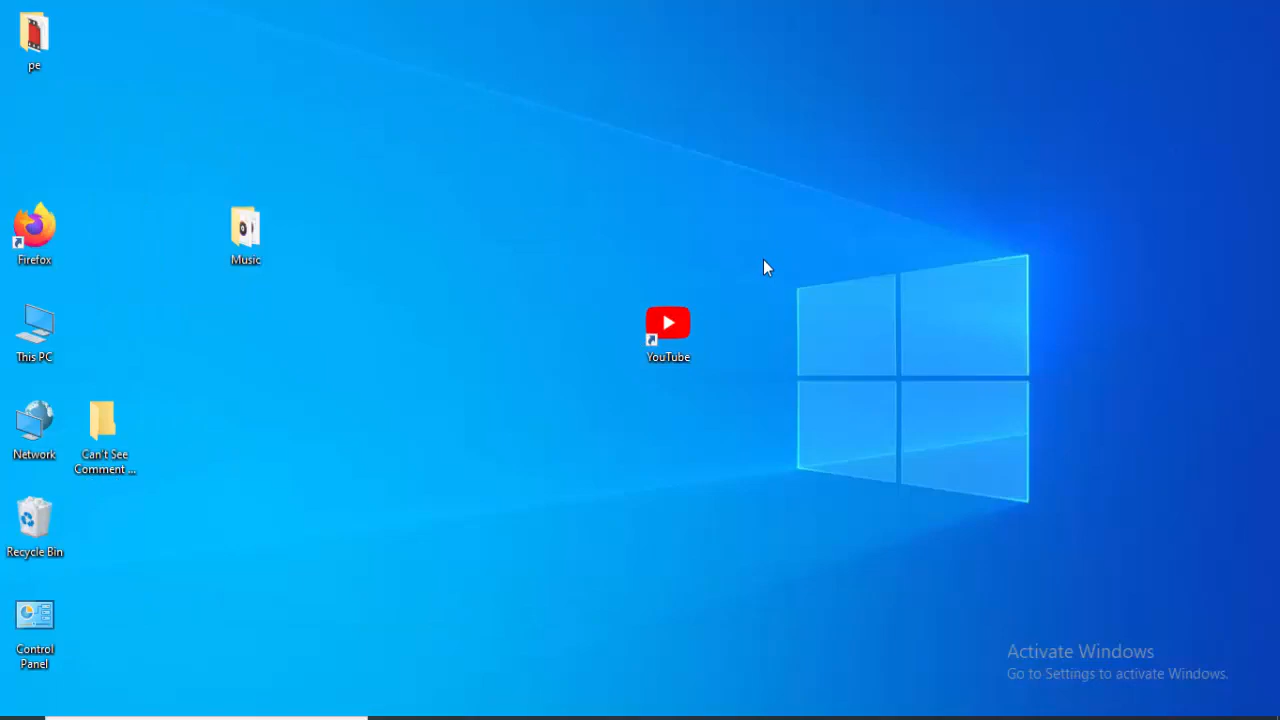 pe
Firefox
Music
This PC
YouTube
Network
Can't See
Comment ...
Recycle Bin
Control
Panel
Activate Windows
Go to Settings to activate Windows.